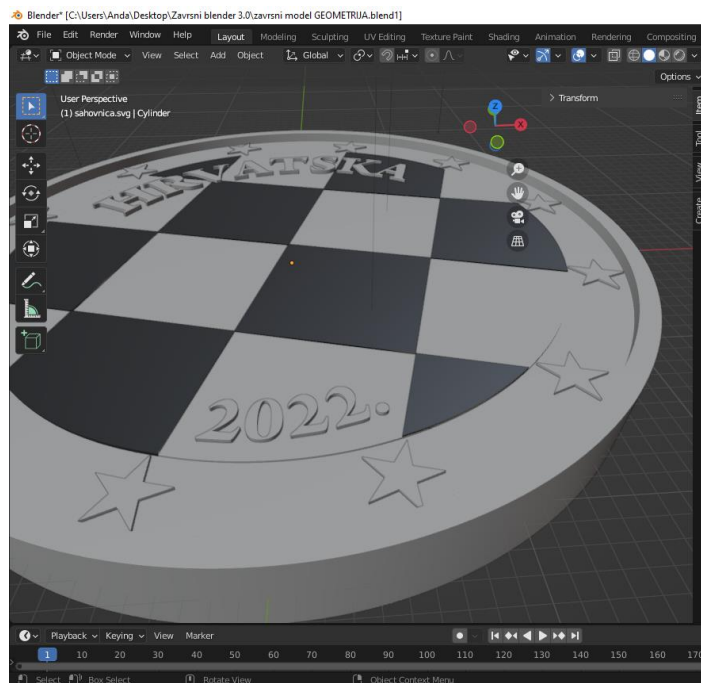 Blender* [C:\Users\Anda\Desktop\Zavrsni blender 3.0\zavrsni model GEOMETRIJA.blend1]
File Edit Render Window Help Layout Modeling Sculpting UV Editing Texture Paint Shading Animation Rendering Compositing
Object Mode View Select Add Object Global
Options
User Perspective
(1) sahovnica.svg | Cylinder
Transform
Item
Tool
View
Create
Z
X
HRVATSKA
2022.
Playback Keying View Marker
1 10 20 30 40 50 60 70 80 90 100 110 120 130 140 150 160 170
Select Box Select Rotate View Object Context Menu